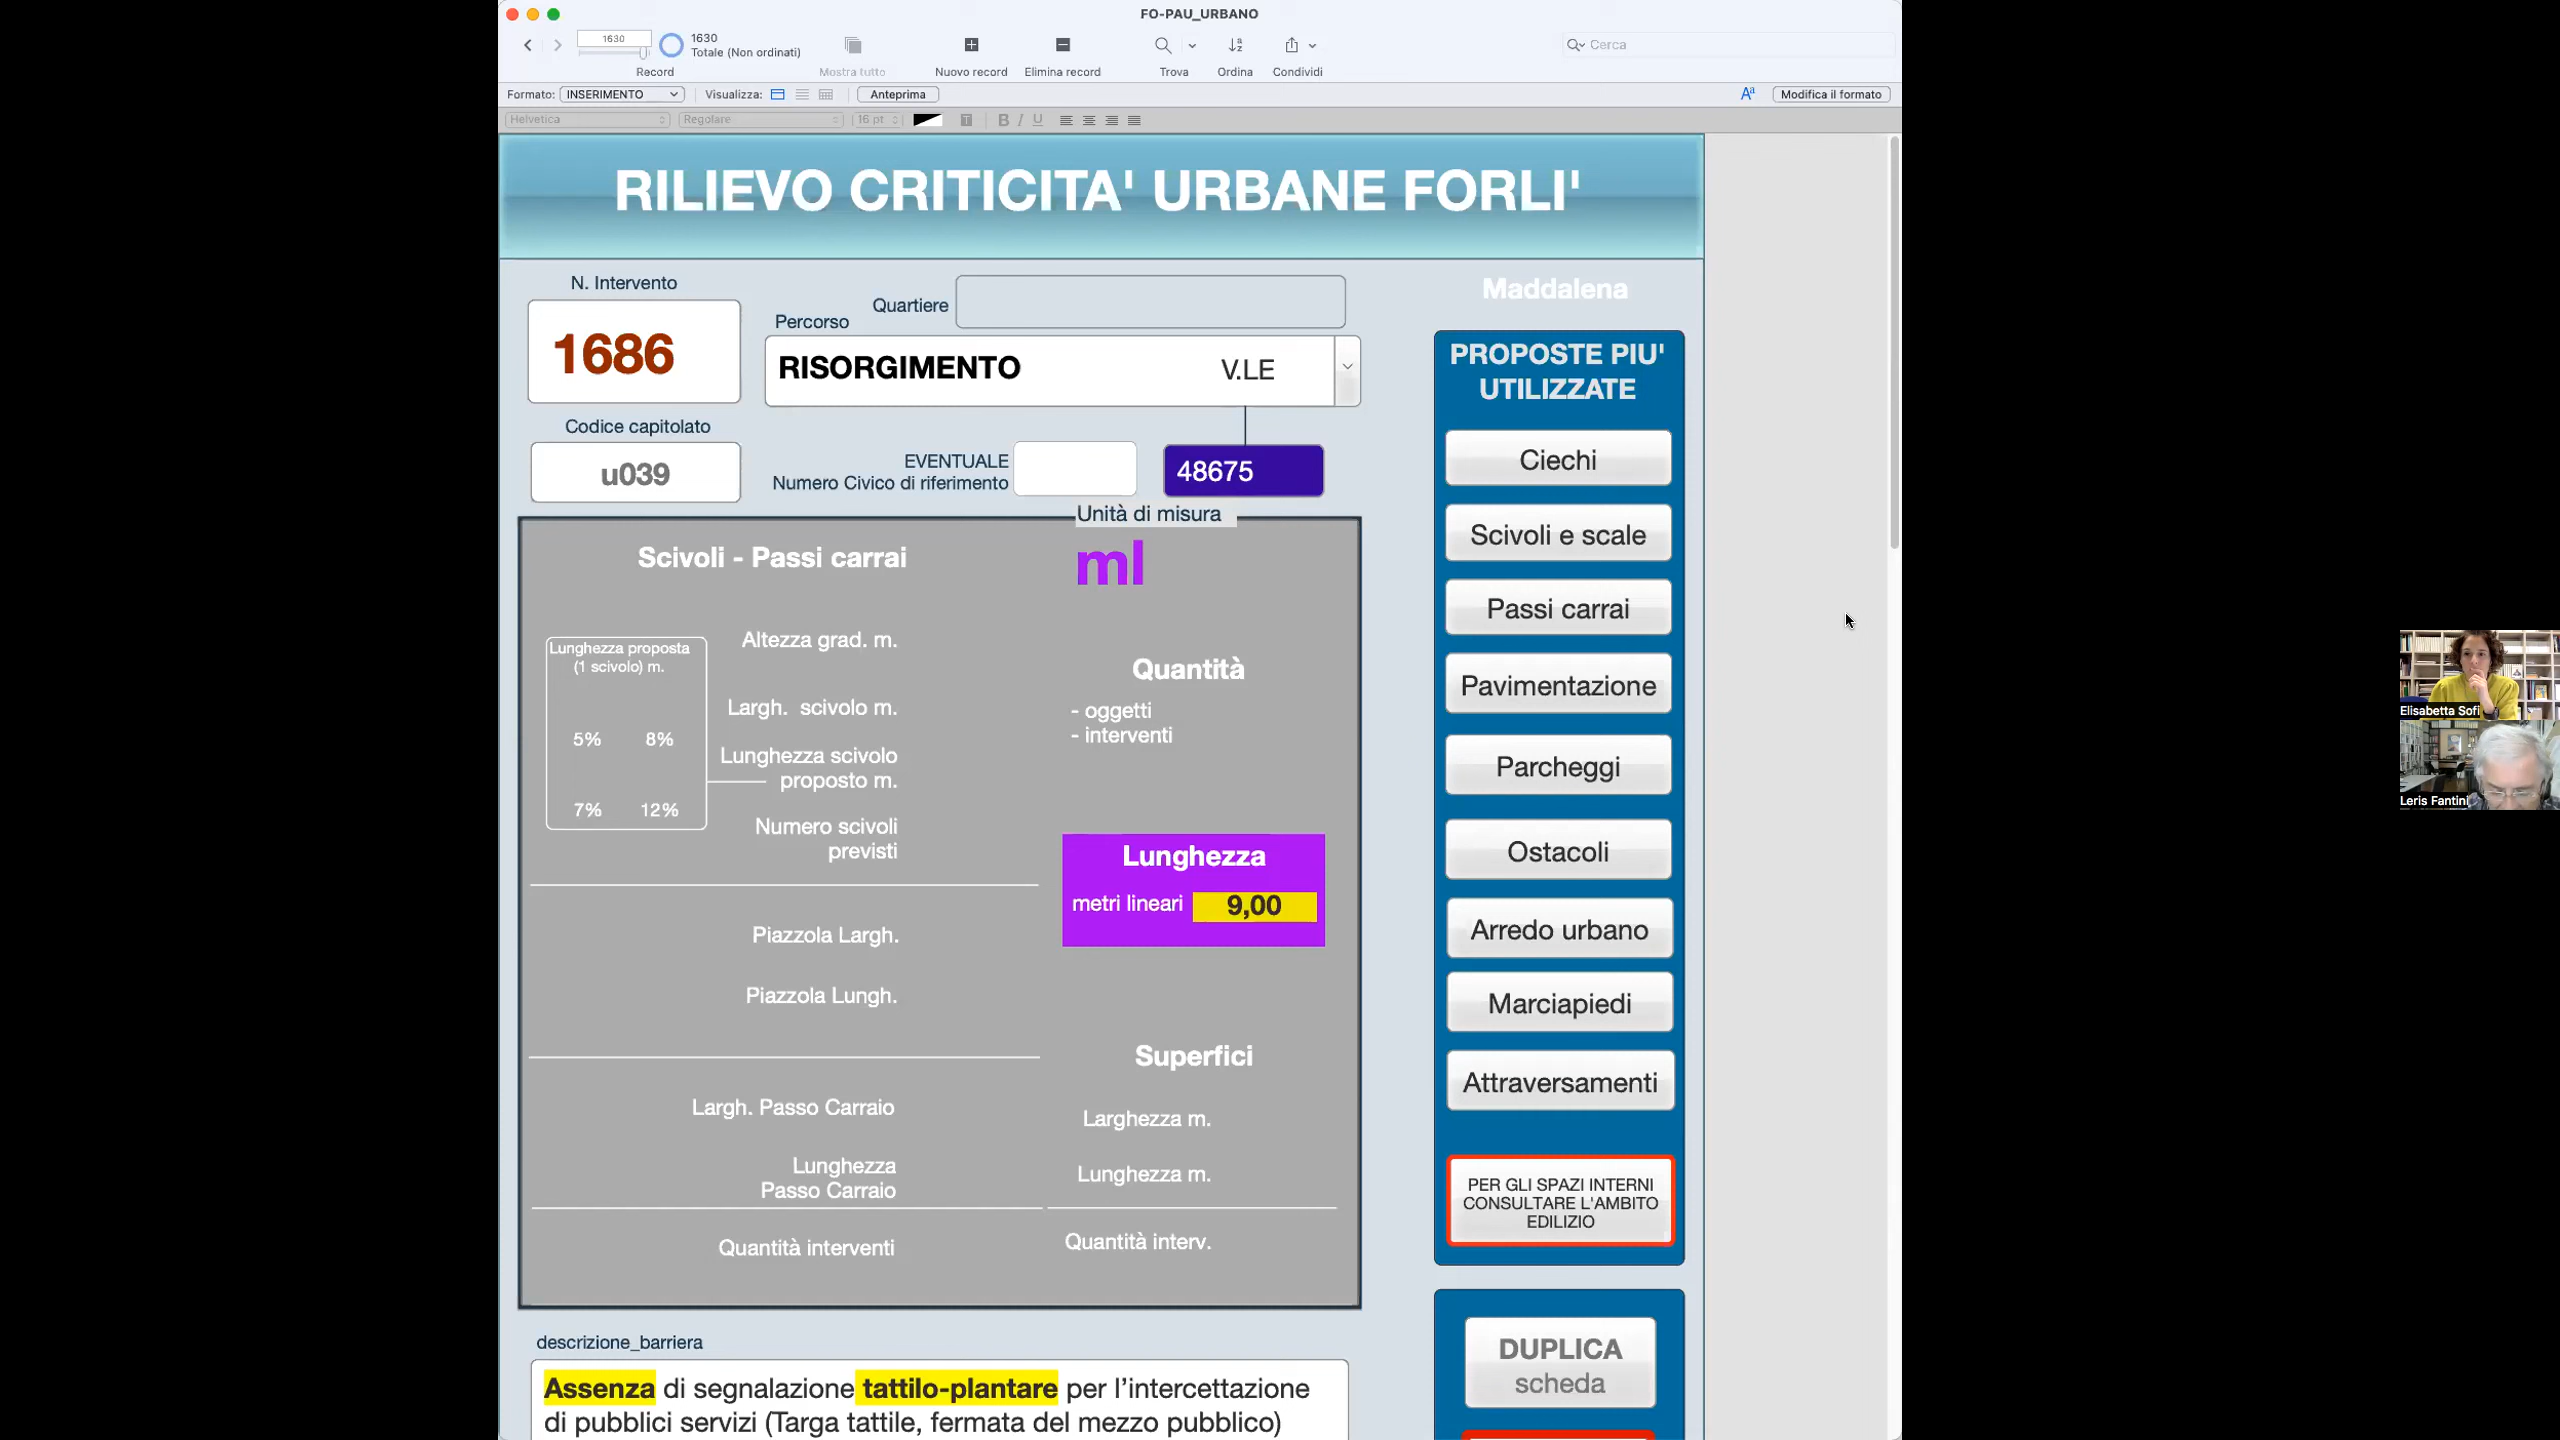 FO-PAU_URBANO
1630
1630
Totale (Non ordinati)
Record
Mostra tutto
Nuovo record
Elimina record
Trova
Ordina
Condividi
Cerca
Formato: INSERIMENTO
Visualizza:
Anteprima
Aa
Modifica il formato
Helvetica
Regolare
16 pt
B I U
RILIEVO CRITICITA' URBANE FORLI'
N. Intervento
1686
Quartiere
Percorso
RISORGIMENTO V.LE
Maddalena
Codice capitolato
u039
EVENTUALE
Numero Civico di riferimento
48675
Unità di misura
ml
Scivoli - Passi carrai
Lunghezza proposta
(1 scivolo) m.
5% 8%
7% 12%
Altezza grad. m.
Largh. scivolo m.
Lunghezza scivolo
proposto m.
Numero scivoli
previsti
Piazzola Largh.
Piazzola Lungh.
Largh. Passo Carraio
Lunghezza
Passo Carraio
Quantità interventi
Quantità
- oggetti
- interventi
Lunghezza
metri lineari 9,00
Superfici
Larghezza m.
Lunghezza m.
Quantità interv.
PROPOSTE PIU'
UTILIZZATE
Ciechi
Scivoli e scale
Passi carrai
Pavimentazione
Parcheggi
Ostacoli
Arredo urbano
Marciapiedi
Attraversamenti
PER GLI SPAZI INTERNI
CONSULTARE L'AMBITO
EDILIZIO
DUPLICA
scheda
descrizione_barriera
Assenza di segnalazione tattilo-plantare per l’intercettazione
di pubblici servizi (Targa tattile, fermata del mezzo pubblico)
Elisabetta Sofi
Leris Fantini